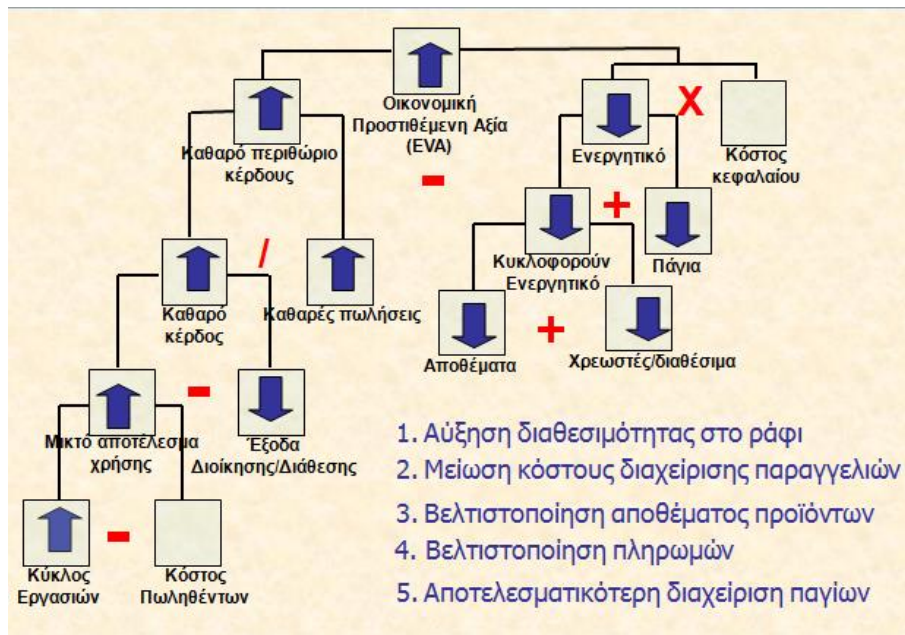 Οικονομική
Προστιθέμενη Αξία
(EVA)
Καθαρό περιθώριο
κέρδους
-
Ενεργητικό
X
Κόστος
κεφαλαίου
Καθαρό
κέρδος
/
Καθαρές πωλήσεις
Κυκλοφορούν
Ενεργητικό
+
Πάγια
Αποθέματα
+
Χρεωστές/διαθέσιμα
Μικτό αποτέλεσμα
χρήσης
-
Έξοδα
Διοίκησης/Διάθεσης
Κύκλος
Εργασιών
-
Κόστος
Πωληθέντων
1. Αύξηση διαθεσιμότητας στο ράφι
2. Μείωση κόστους διαχείρισης παραγγελιών
3. Βελτιστοποίηση αποθέματος προϊόντων
4. Βελτιστοποίηση πληρωμών
5. Αποτελεσματικότερη διαχείριση παγίων